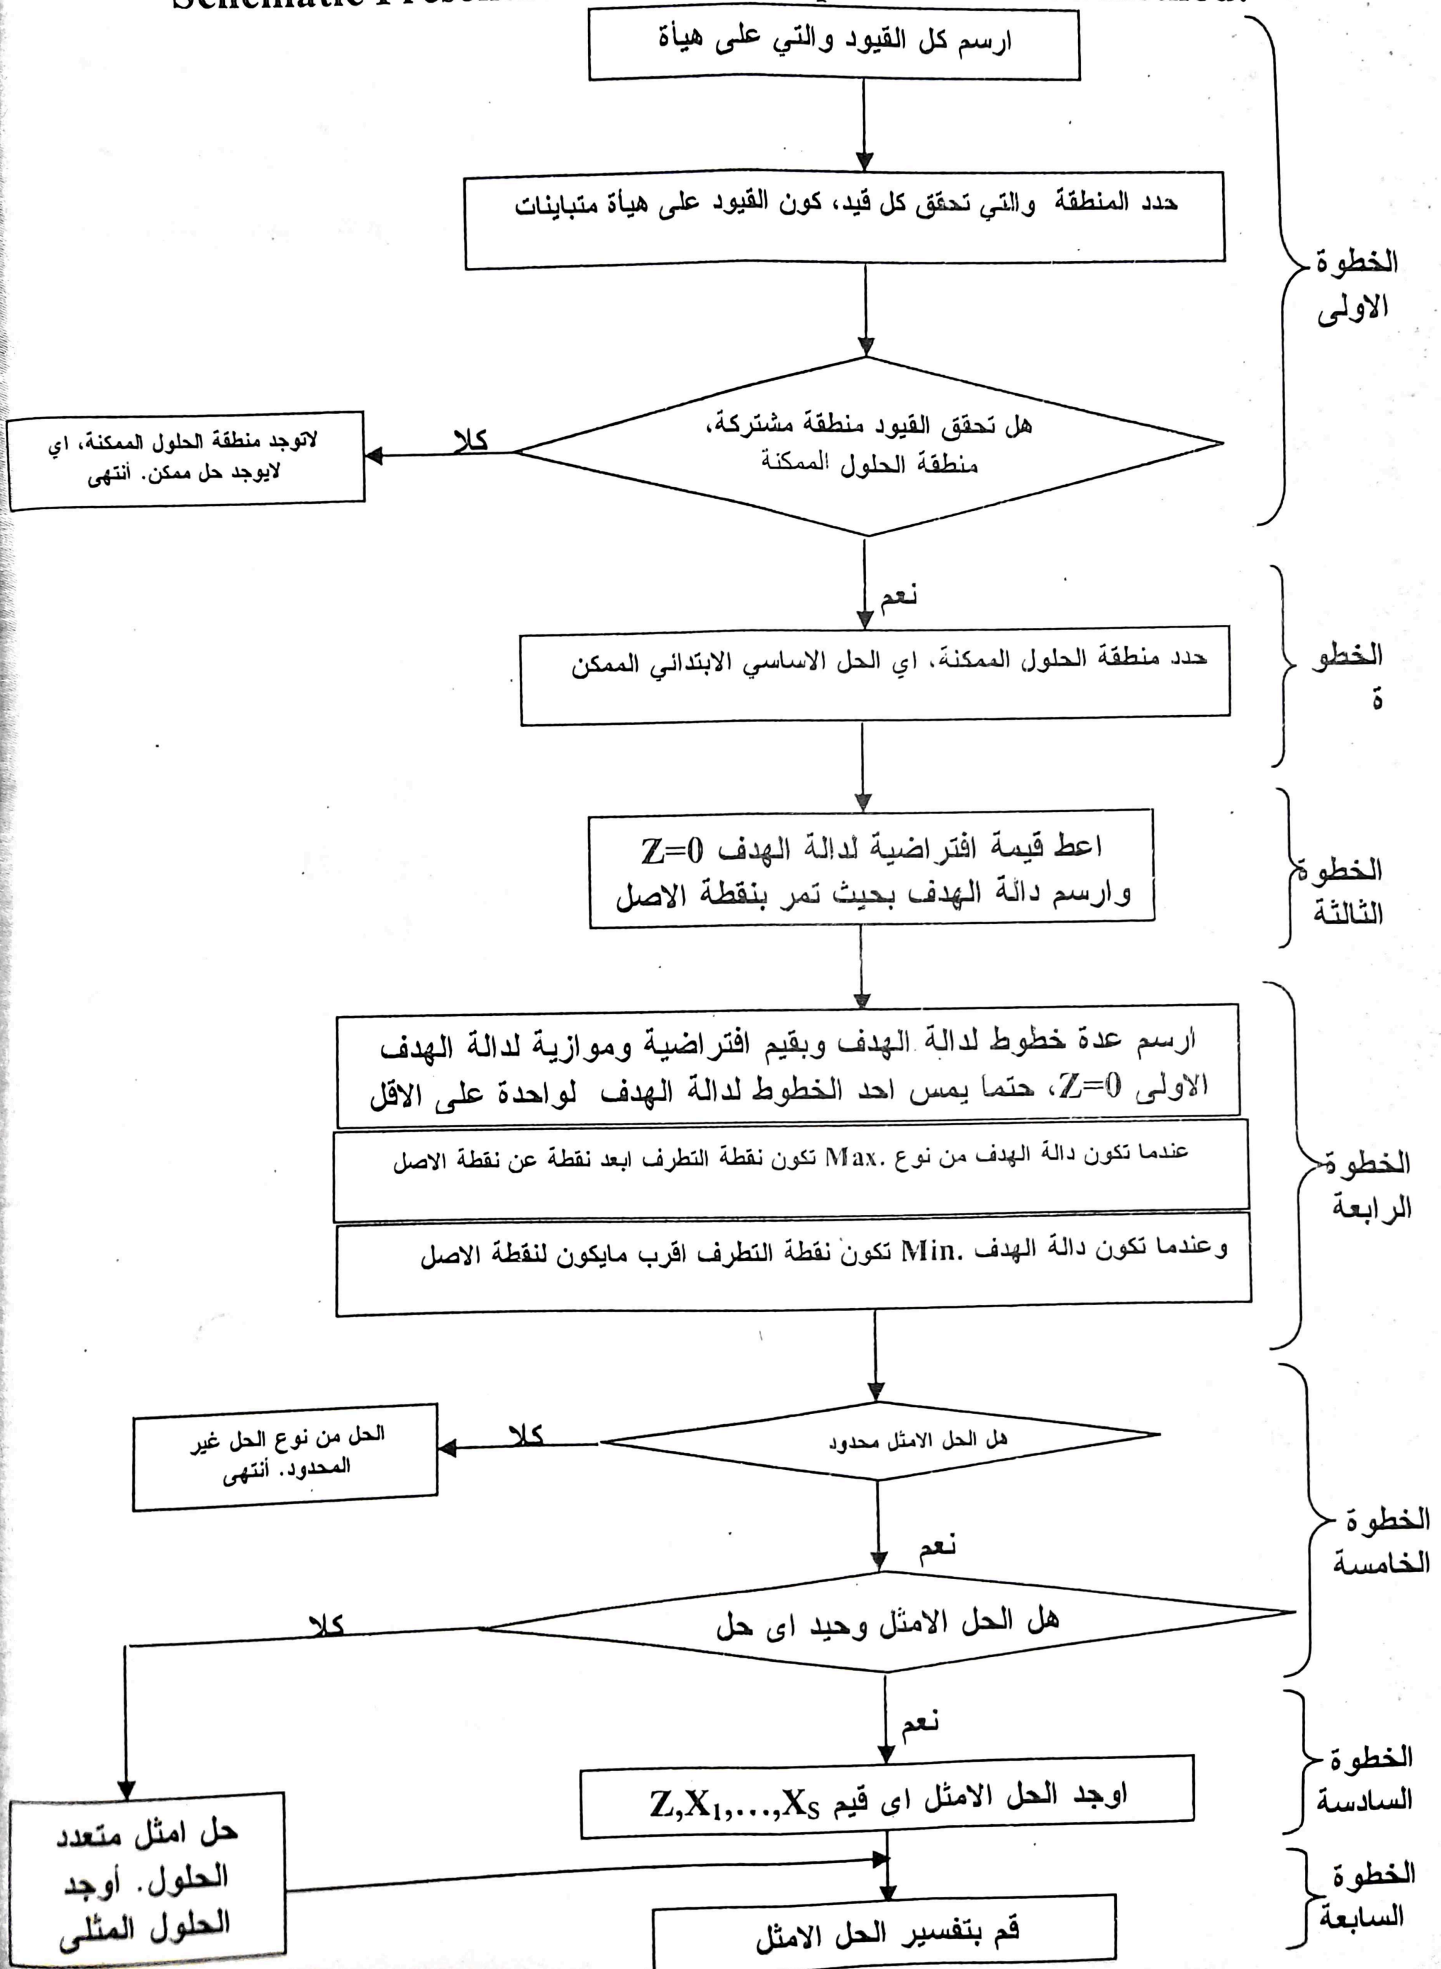 ارسم كل القيود والتي على هيأة
حدد المنطقة والتي تحقق كل قيد، كون القيود على هيأة متباينات
الخطوة
الاولى
هل تحقق القيود منطقة مشتركة،
منطقة الحلول الممكنة
كلا
لاتوجد منطقة الحلول الممكنة، اي
لايوجد حل ممكن. أنتهى
نعم
حدد منطقة الحلول الممكنة، اي الحل الاساسي الابتدائي الممكن
الخطو
ة
اعط قيمة افتراضية لدالة الهدف Z=0
وارسم دالة الهدف بحيث تمر بنقطة الاصل
الخطوة
الثالثة
ارسم عدة خطوط لدالة الهدف وبقيم افتراضية وموازية لدالة الهدف
الاولى Z=0، حتما يمس احد الخطوط لدالة الهدف لواحدة على الاقل
عندما تكون دالة الهدف من نوع Max. تكون نقطة التطرف ابعد نقطة عن نقطة الاصل
وعندما تكون دالة الهدف Min. تكون نقطة التطرف اقرب مايكون لنقطة الاصل
الخطوة
الرابعة
هل الحل الامثل محدود
كلا
الحل من نوع الحل غير
المحدود. أنتهى
نعم
الخطوة
الخامسة
هل الحل الامثل وحيد اى حل
كلا
نعم
اوجد الحل الامثل اى قيم Z,X₁,…,X_S
الخطوة
السادسة
حل امثل متعدد
الحلول. أوجد
الحلول المثلى
قم بتفسير الحل الامثل
الخطوة
السابعة